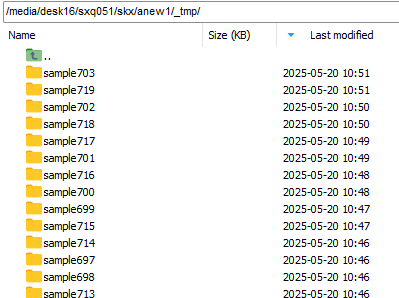 /media/desk16/sxq051/skx/anew1/_tmp/
Name Size (KB) Last modified
..
sample703 2025-05-20 10:51
sample719 2025-05-20 10:51
sample702 2025-05-20 10:50
sample718 2025-05-20 10:50
sample717 2025-05-20 10:49
sample701 2025-05-20 10:49
sample716 2025-05-20 10:48
sample700 2025-05-20 10:48
sample699 2025-05-20 10:47
sample715 2025-05-20 10:47
sample714 2025-05-20 10:46
sample697 2025-05-20 10:46
sample698 2025-05-20 10:46
sample713 2025-05-20 10:46